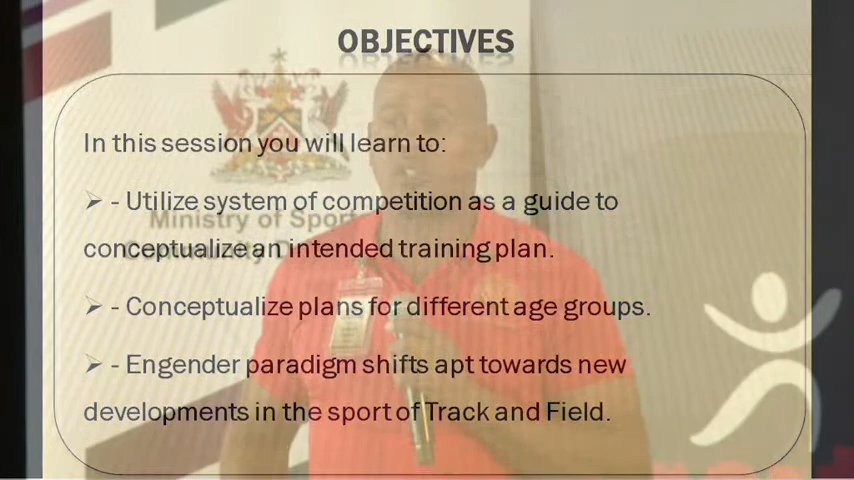 OBJECTIVES
In this session you will learn to:
➢ - Utilize system of competition as a guide to
Ministry of Sport
conceptualize an intended training plan.
➢ - Conceptualize plans for different age groups.
➢ - Engender paradigm shifts apt towards new
developments in the sport of Track and Field.